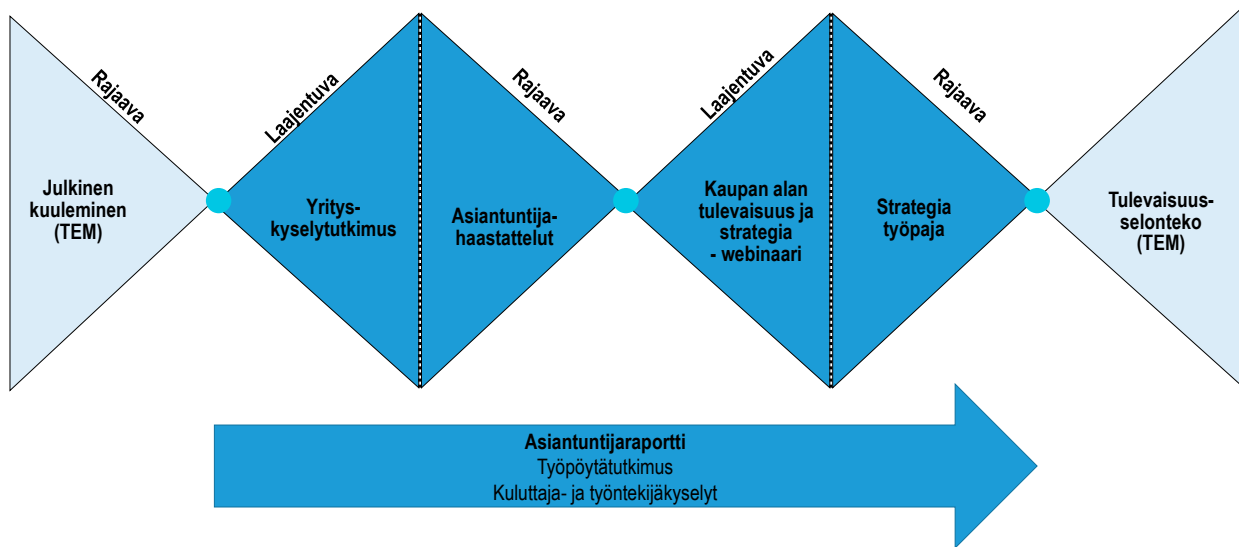 Rajaava
Julkinen
kuuleminen
(TEM)
Laajentuva
Yritys-
kyselytutkimus
Rajaava
Asiantuntija-
haastattelut
Laajentuva
Kaupan alan
tulevaisuus ja
strategia
- webinaari
Rajaava
Strategia
työpaja
Tulevaisuus-
selonteko
(TEM)
Asiantuntijaraportti
Työpöytätutkimus
Kuluttaja- ja työntekijäkyselyt